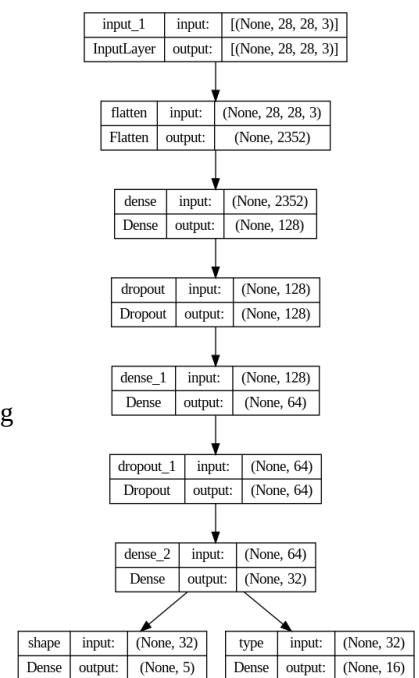 input_1 input: [(None, 28, 28, 3)]
InputLayer output: [(None, 28, 28, 3)]
flatten input: (None, 28, 28, 3)
Flatten output: (None, 2352)
dense input: (None, 2352)
Dense output: (None, 128)
dropout input: (None, 128)
Dropout output: (None, 128)
g
dense_1 input: (None, 128)
Dense output: (None, 64)
dropout_1 input: (None, 64)
Dropout output: (None, 64)
dense_2 input: (None, 64)
Dense output: (None, 32)
shape input: (None, 32)
Dense output: (None, 5)
type input: (None, 32)
Dense output: (None, 16)